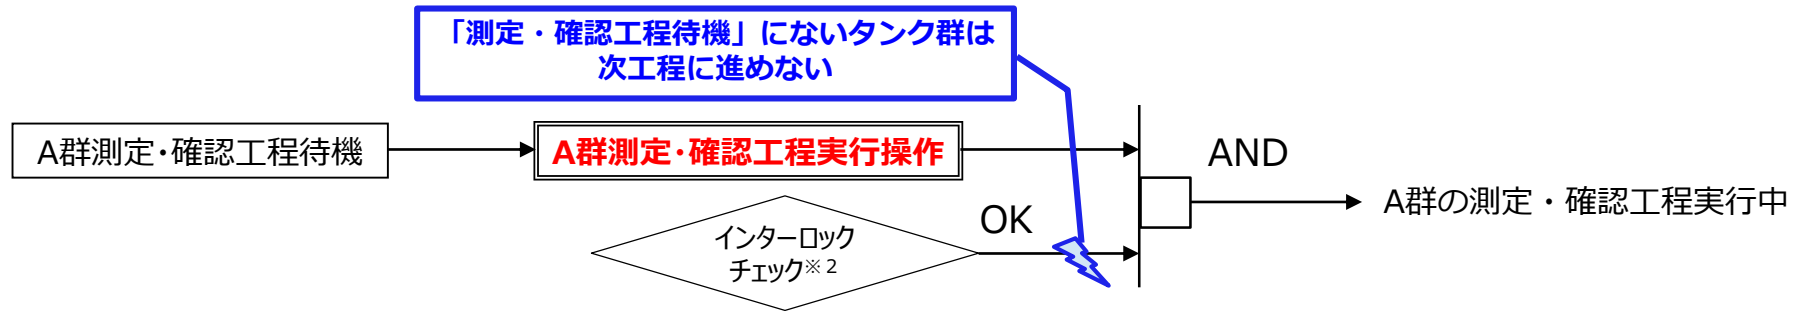 「測定・確認工程待機」にないタンク群は
次工程に進めない
A群測定・確認工程待機
A群測定・確認工程実行操作
AND
A群の測定・確認工程実行中
OK
インターロック
チェック※２